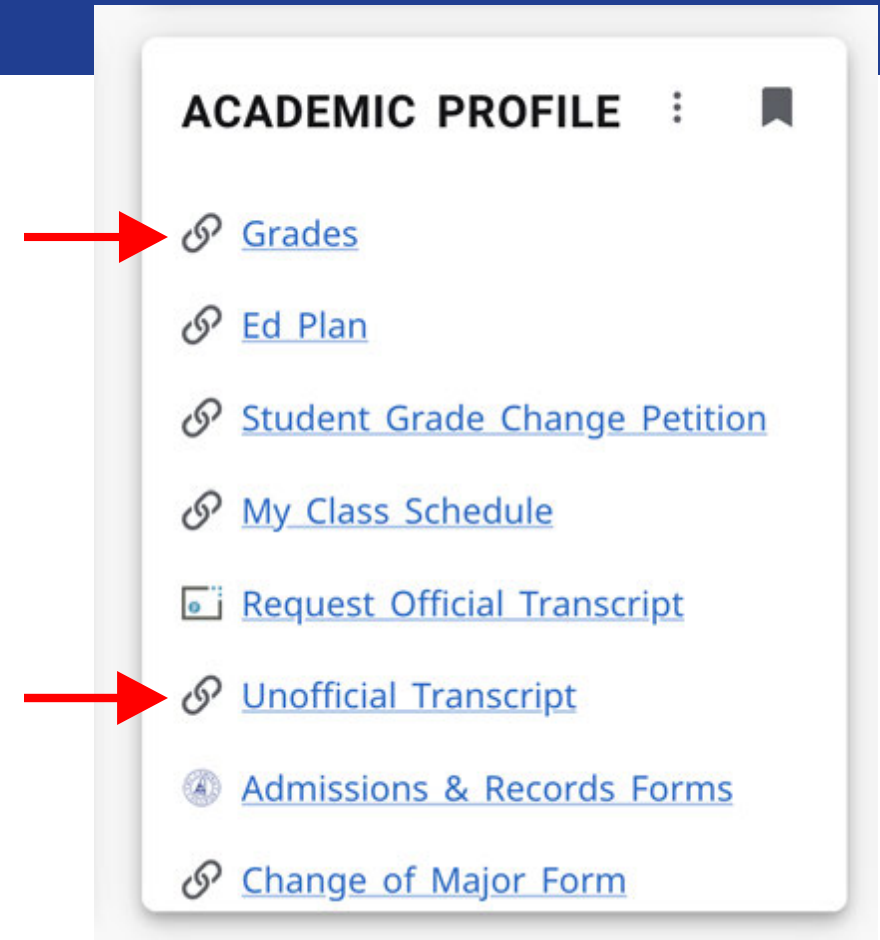 ACADEMIC PROFILE
Grades
Ed Plan
Student Grade Change Petition
My Class Schedule
Request Official Transcript
Unofficial Transcript
Admissions & Records Forms
Change of Major Form